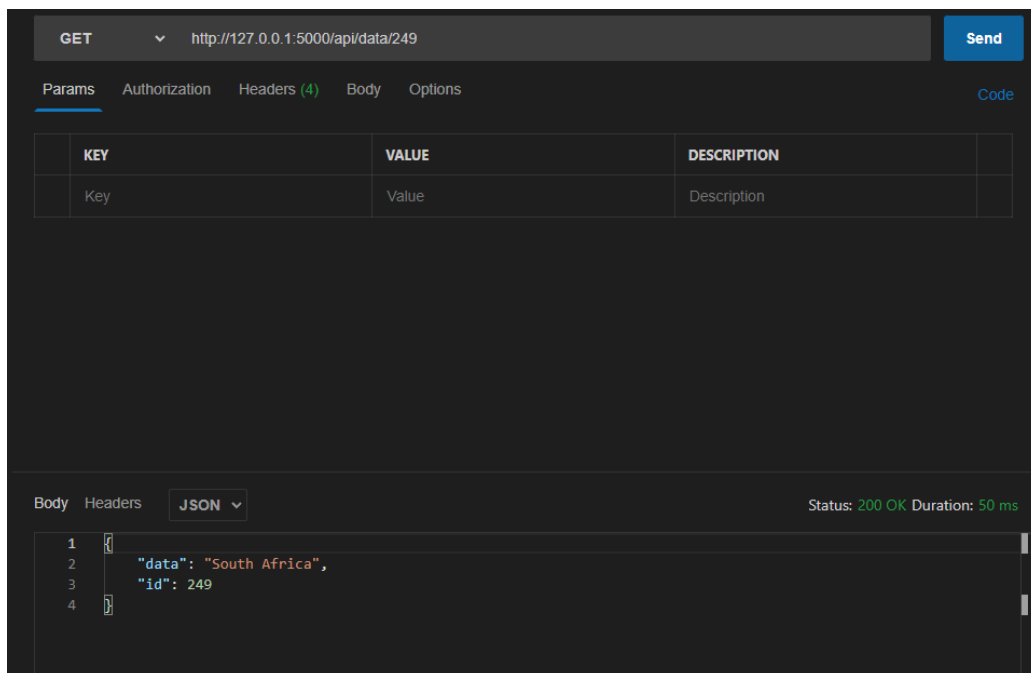 GET http://127.0.0.1:5000/api/data/249 Send
Params Authorization Headers (4) Body Options Code
KEY VALUE DESCRIPTION
Key Value Description
Body Headers JSON Status: 200 OK Duration: 50 ms
1 {
2 "data": "South Africa",
3 "id": 249
4 }